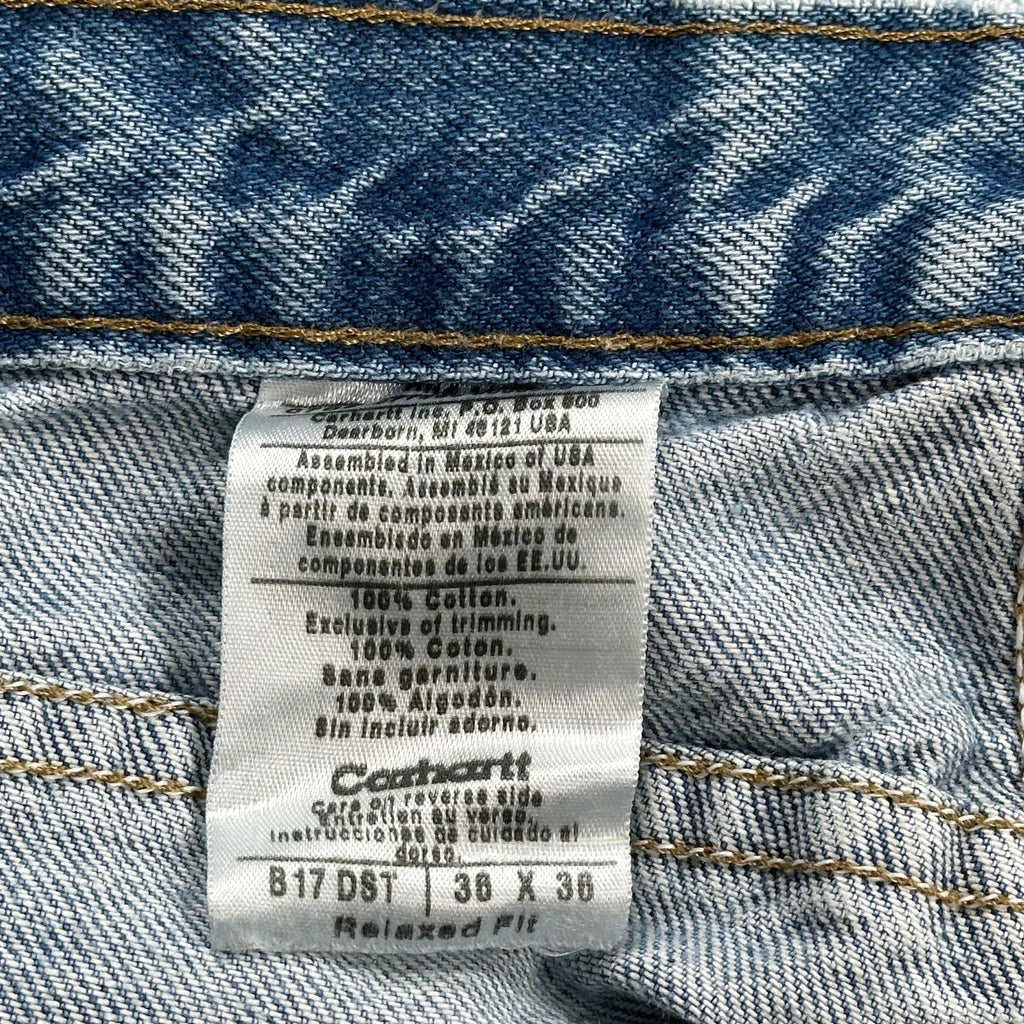 Carhartt Inc. P.O. Box 600
Dearborn, MI 48121 USA
Assembled in Mexico of USA
components. Assemblé au Mexique
à partir de composants américans.
Ensamblado en México de
componentes de los EE.UU.
100% Cotton.
Exclusive of trimming.
100% Coton.
Sans garniture.
100% Algodón.
Sin incluir adorno.
Carhartt
care on reverse side
Entretien au verso.
instrucciones de cuidado al
dorso.
B17 DST 36 X 36
Relaxed Fit